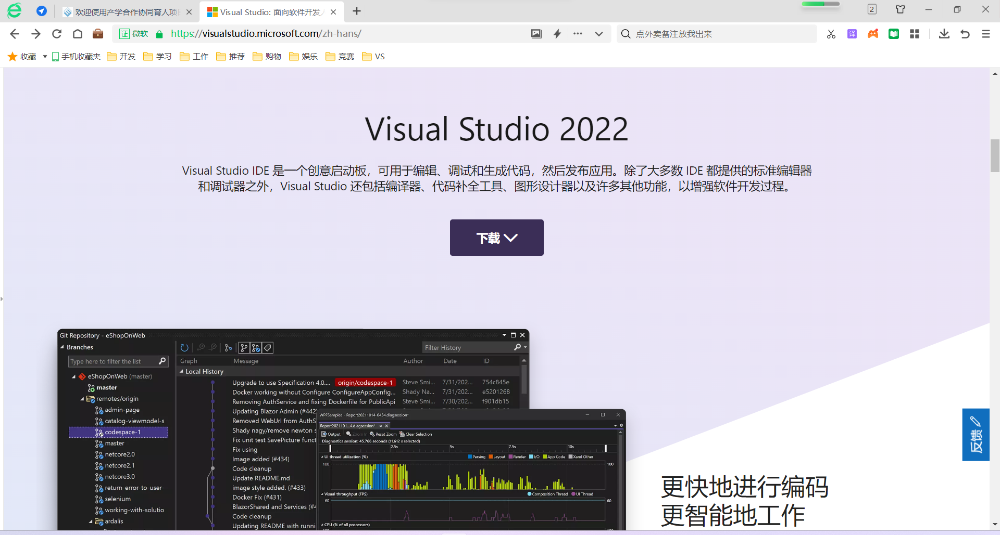 欢迎使用产学合作协同育人项
Visual Studio: 面向软件开发人
2
证 微软 https://visualstudio.microsoft.com/zh-hans/
点外卖备注放我出来
译
收藏 手机收藏夹 开发 学习 工作 推荐 购物 娱乐 竞赛 VS
Visual Studio 2022
Visual Studio IDE 是一个创意启动板，可用于编辑、调试和生成代码，然后发布应用。除了大多数 IDE 都提供的标准编辑器
和调试器之外，Visual Studio 还包括编译器、代码补全工具、图形设计器以及许多其他功能，以增强软件开发过程。
下载
Git Repository - eShopOnWeb
Branches
Type here to filter the list
eShopOnWeb (master)
master
remotes/origin
admin-page
catalog-viewmodel-s
codespace-1
master
netcore2.0
netcore2.1
netcore3.0
return-error-to-user-
selenium
working-with-solutio
ardalis
Filter History
Graph Message Author Date ID
Local History
Upgrade to use Specification 4.0.... origin/codespace-1 Steve Smi... 7/31/202... 754c845e
Docker working without Configure ConfigureAppConfig... Shady Na... 7/31/202... e5201268
Removing AuthService and fixing Dockerfile for PublicApi Steve Smi... 7/30/202... f901db15
Updating Blazor Admin (#442)
Removed WebUrl from AuthS
Shady nagy/remove newton s
Fix unit test SavePicture funct
Fix using
Image added (#434)
Code cleanup
Update README.md
image style added. (#433)
Docker Fix (#431)
BlazorShared and Services (#4
Code cleanup
Updating README with runni
WPFSamples - Report20211014-0434.diagsession*
Report2021101...4.diagsession*
Output Zoom In Reset Zoom Clear Selection
Diagnostics session: 45.766 seconds (11.612 s selected)
2.5s 5s 7.5s 10s
UI thread utilization (%) Parsing Layout Render I/O App Code Xaml Other
100 100
Visual throughput (FPS) Composition Thread UI Thread
60 60
CPU (% of all processors)
100 100
更快地进行编码
更智能地工作
反馈